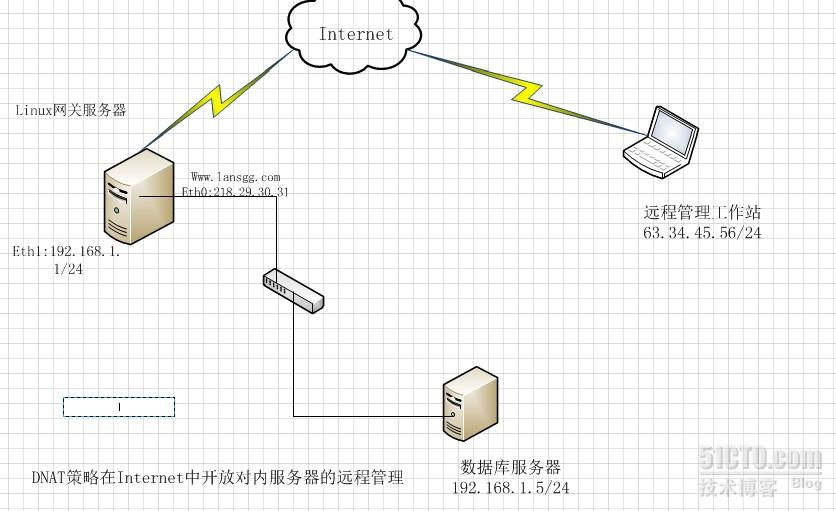 Internet
Linux网关服务器
Www.lansgg.com
Eth0:218.29.30.31
Eth1:192.168.1.
1/24
远程管理工作站
63.34.45.56/24
数据库服务器
192.168.1.5/24
DNAT策略在Internet中开放对内服务器的远程管理
51CTO.com
技术博客 Blog